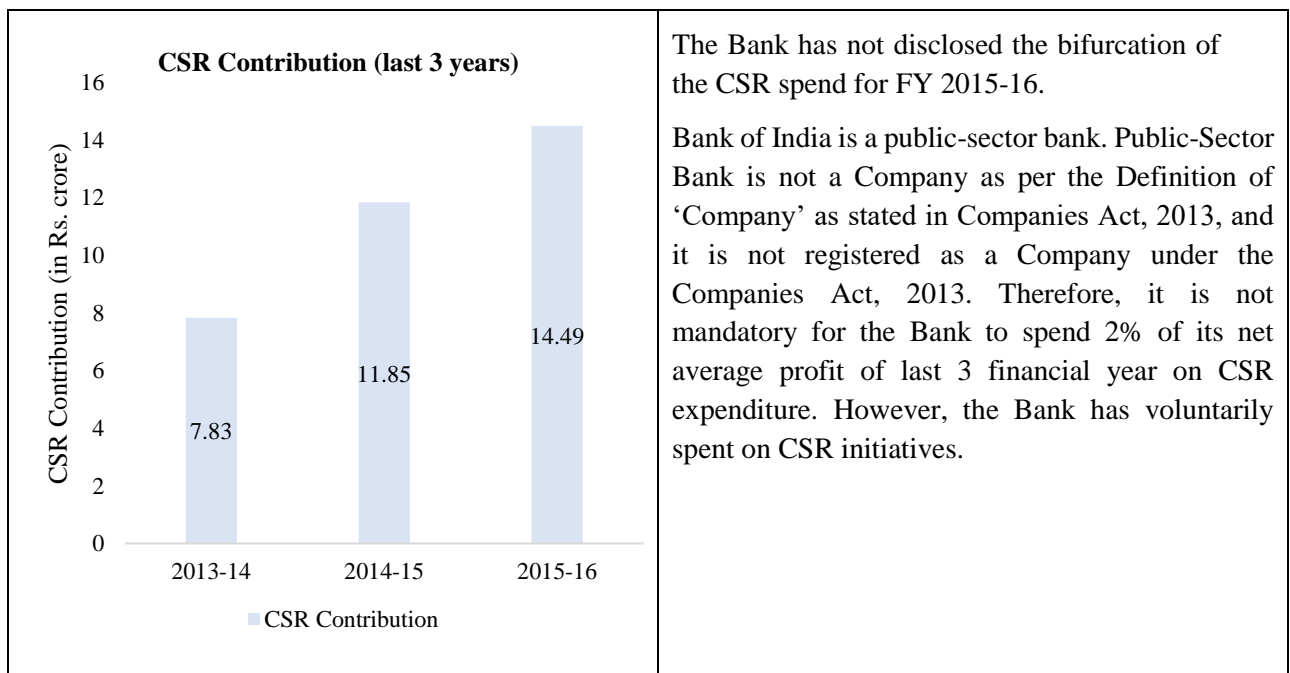 CSR Contribution (last 3 years)
CSR Contribution (in Rs. crore)
16
14
12
10
8
6
4
2
0
7.83
11.85
14.49
2013-14
2014-15
2015-16
CSR Contribution
The Bank has not disclosed the bifurcation of
the CSR spend for FY 2015-16.
Bank of India is a public-sector bank. Public-Sector
Bank is not a Company as per the Definition of
‘Company’ as stated in Companies Act, 2013, and
it is not registered as a Company under the
Companies Act, 2013. Therefore, it is not
mandatory for the Bank to spend 2% of its net
average profit of last 3 financial year on CSR
expenditure. However, the Bank has voluntarily
spent on CSR initiatives.